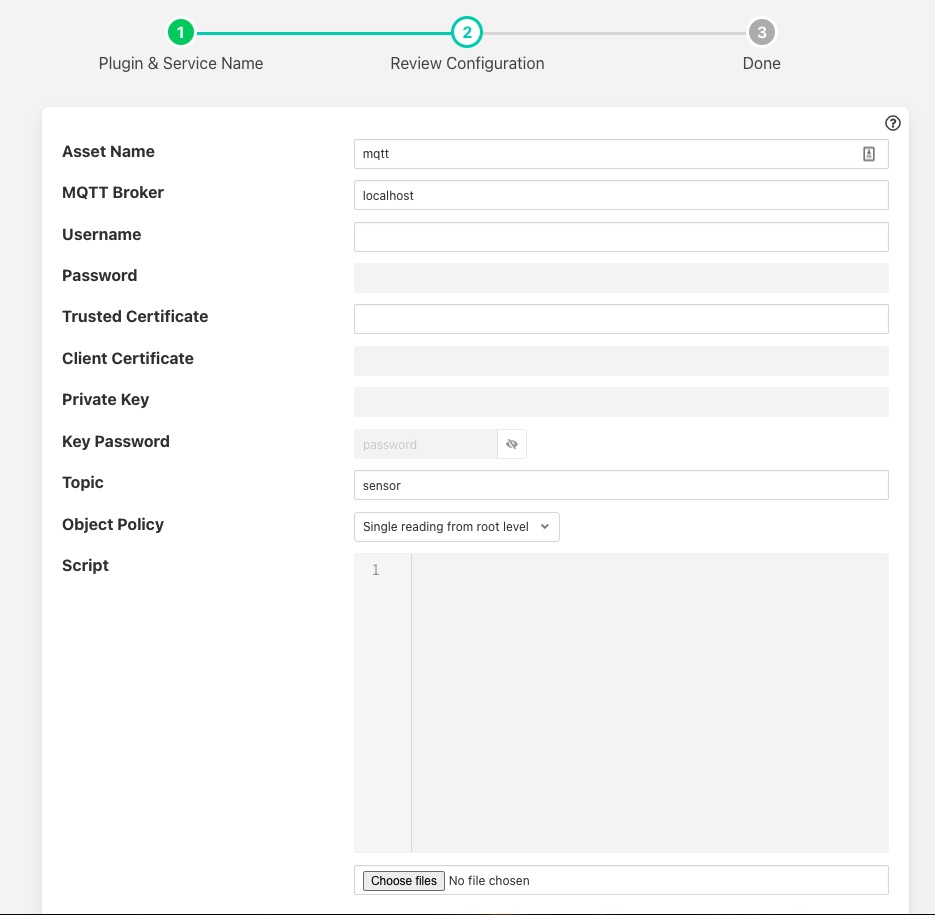 1 2 3
Plugin & Service Name Review Configuration Done
Asset Name mqtt
MQTT Broker localhost
Username
Password
Trusted Certificate
Client Certificate
Private Key
Key Password password
Topic sensor
Object Policy Single reading from root level
Script 1
Choose files No file chosen